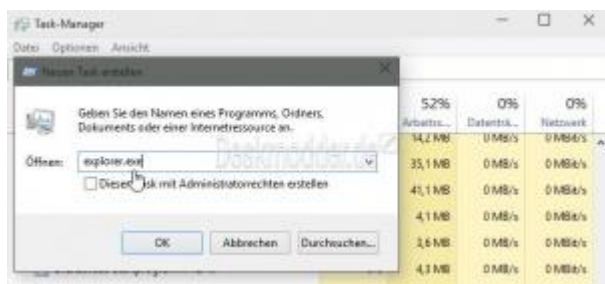 Task-Manager
Datei Optionen Ansicht
Neuen Task erstellen
Geben Sie den Namen eines Programms, Ordners,
Dokuments oder einer Internetressource an.
Öffnen: explorer.exe
Diesen Task mit Administratorrechten erstellen
OK Abbrechen Durchsuchen...
52% 0% 0%
Arbeits... Datenträ... Netzwerk
14,2 MB 0 MB/s 0 MBit/s
35,1 MB 0 MB/s 0 MBit/s
41,1 MB 0 MB/s 0 MBit/s
4,1 MB 0 MB/s 0 MBit/s
3,6 MB 0 MB/s 0 MBit/s
4,3 MB 0 MB/s 0 MBit/s
Deskmodder.de